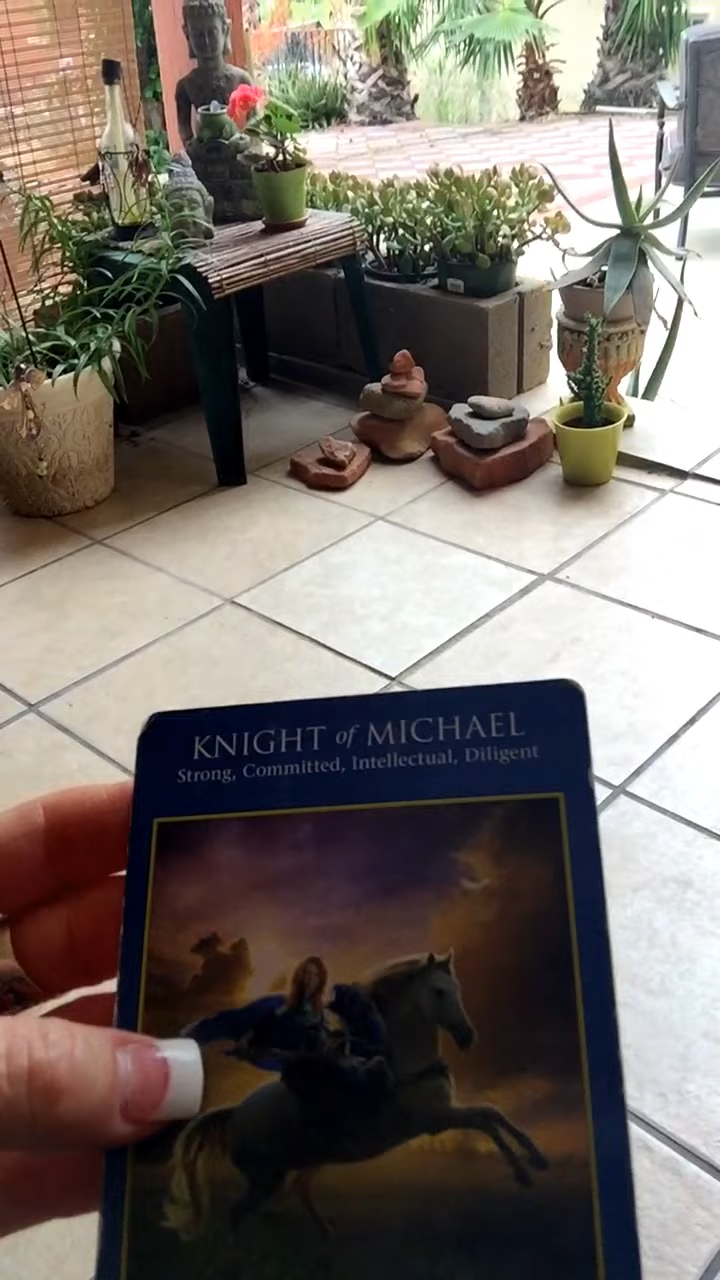 KNIGHT of MICHAEL
Strong, Committed, Intellectual, Diligent